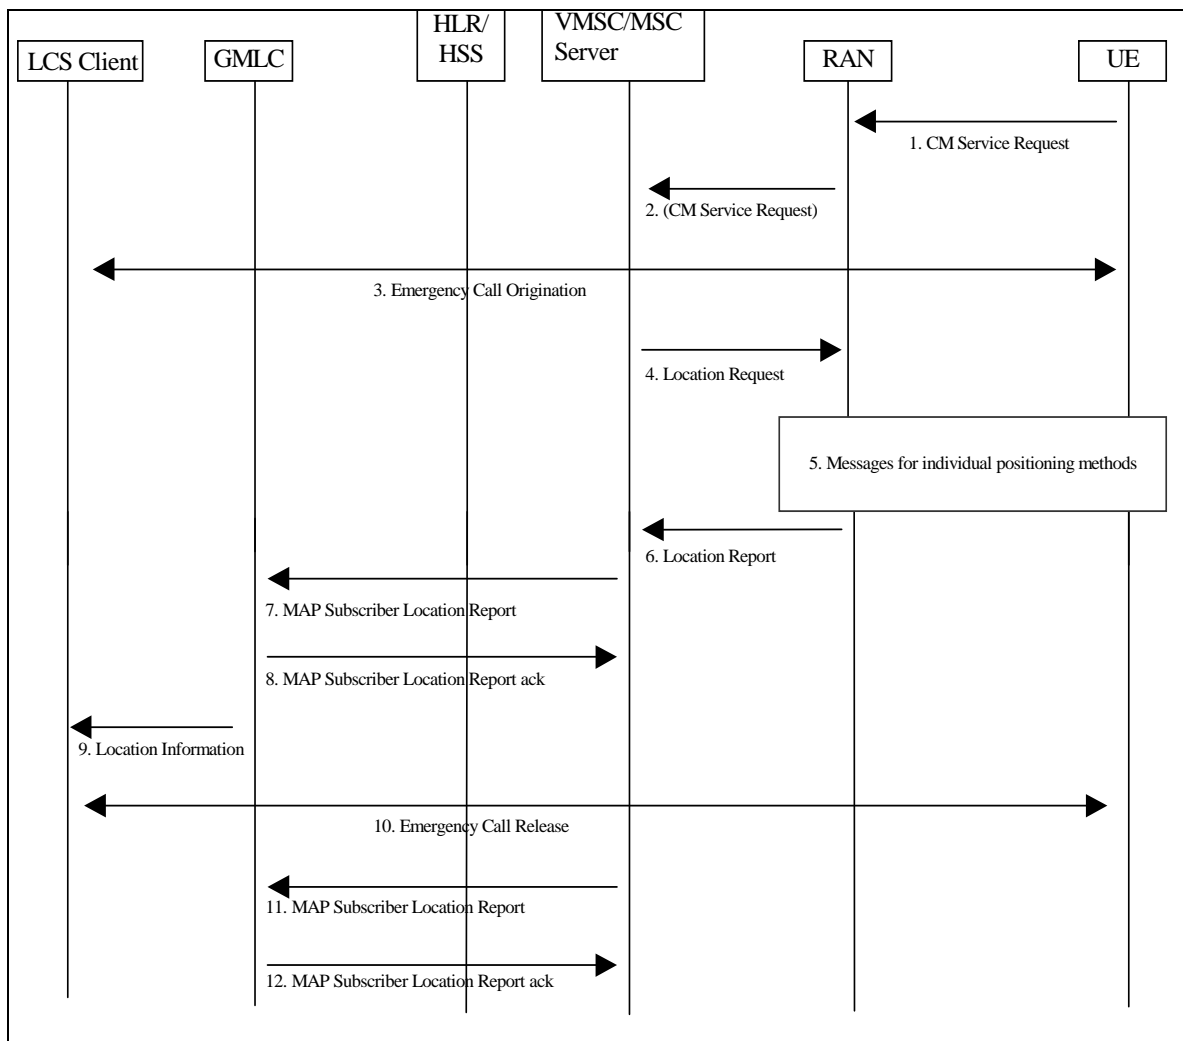 LCS Client
GMLC
HLR/
HSS
VMSC/MSC
Server
RAN
UE
1. CM Service Request
2. (CM Service Request)
3. Emergency Call Origination
4. Location Request
5. Messages for individual positioning methods
6. Location Report
7. MAP Subscriber Location Report
8. MAP Subscriber Location Report ack
9. Location Information
10. Emergency Call Release
11. MAP Subscriber Location Report
12. MAP Subscriber Location Report ack